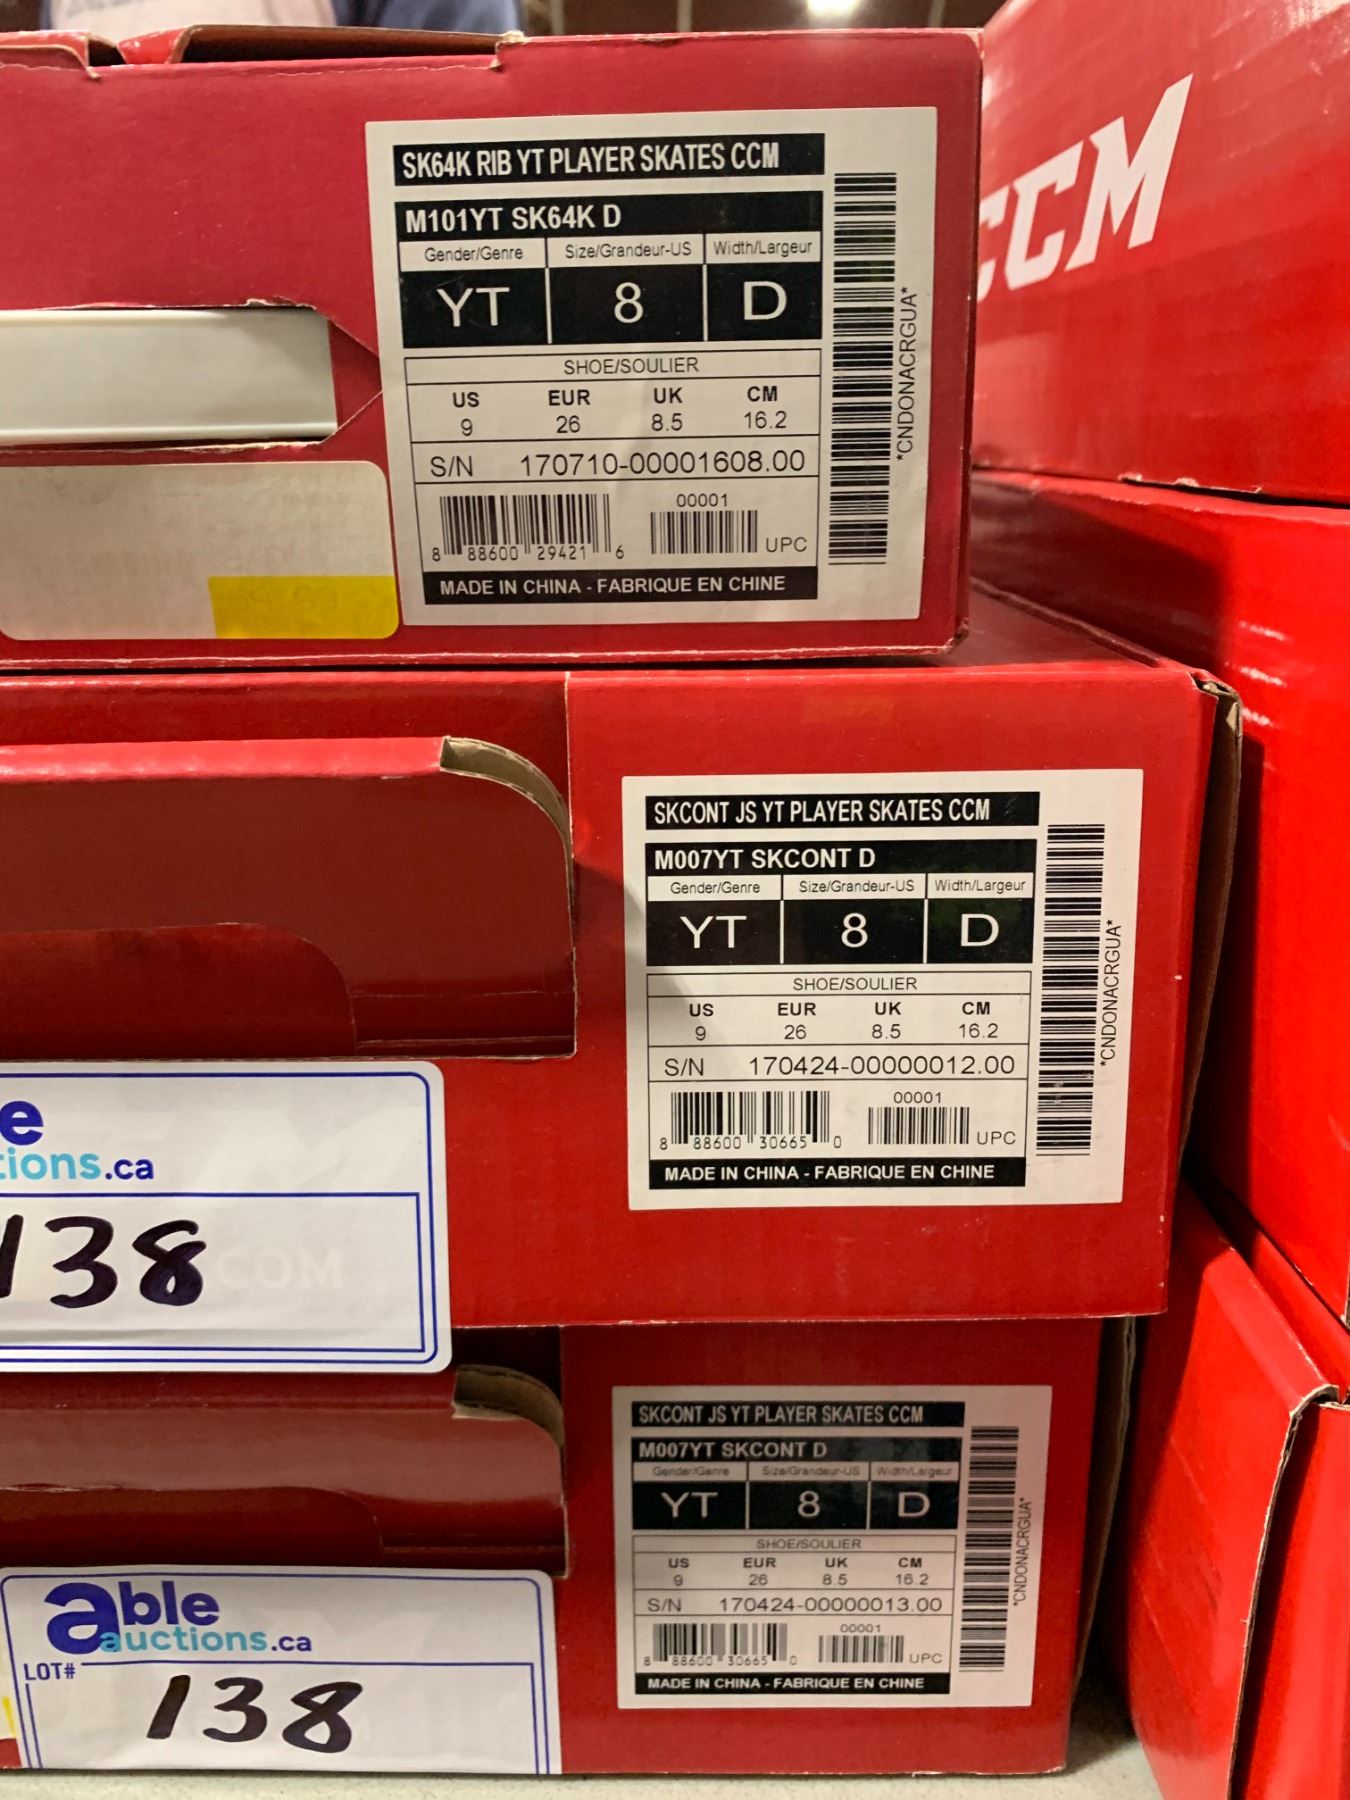 SK64K RIB YT PLAYER SKATES CCM
M101YT SK64K D
Gender/Genre Size/Grandeur-US Width/Largeur
YT 8 D
SHOE/SOULIER
US EUR UK CM
9 26 8.5 16.2
S/N 170710-00001608.00
00001
8 88600 29421 6 UPC
MADE IN CHINA - FABRIQUE EN CHINE
*CNDONACRGUA*
CCM
SKCONT JS YT PLAYER SKATES CCM
M007YT SKCONT D
Gender/Genre Size/Grandeur-US Width/Largeur
YT 8 D
SHOE/SOULIER
US EUR UK CM
9 26 8.5 16.2
S/N 170424-00000012.00
00001
8 88600 30665 0 UPC
MADE IN CHINA - FABRIQUE EN CHINE
*CNDONACRGUA*
le
tions.ca
138
COM
SKCONT JS YT PLAYER SKATES CCM
M007YT SKCONT D
Gender/Genre Size/Grandeur-US Width/Largeur
YT 8 D
SHOE/SOULIER
US EUR UK CM
9 26 8.5 16.2
S/N 170424-00000013.00
00001
8 88600 30665 0 UPC
MADE IN CHINA - FABRIQUE EN CHINE
*CNDONACRGUA*
able
auctions.ca
LOT#
138